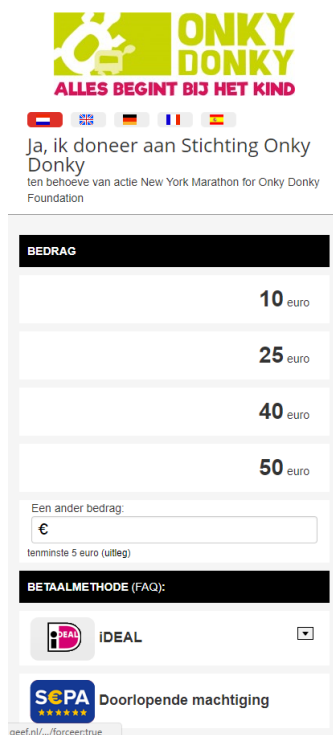 ONKY
DONKY
ALLES BEGINT BIJ HET KIND
Ja, ik doneer aan Stichting Onky
Donky
ten behoeve van actie New York Marathon for Onky Donky
Foundation
BEDRAG
10 euro
25 euro
40 euro
50 euro
Een ander bedrag:
€
tenminste 5 euro (uitleg)
BETAALMETHODE (FAQ):
iDEAL iDEAL
S€PA Doorlopende machtiging
geef.nl/.../forceer:true